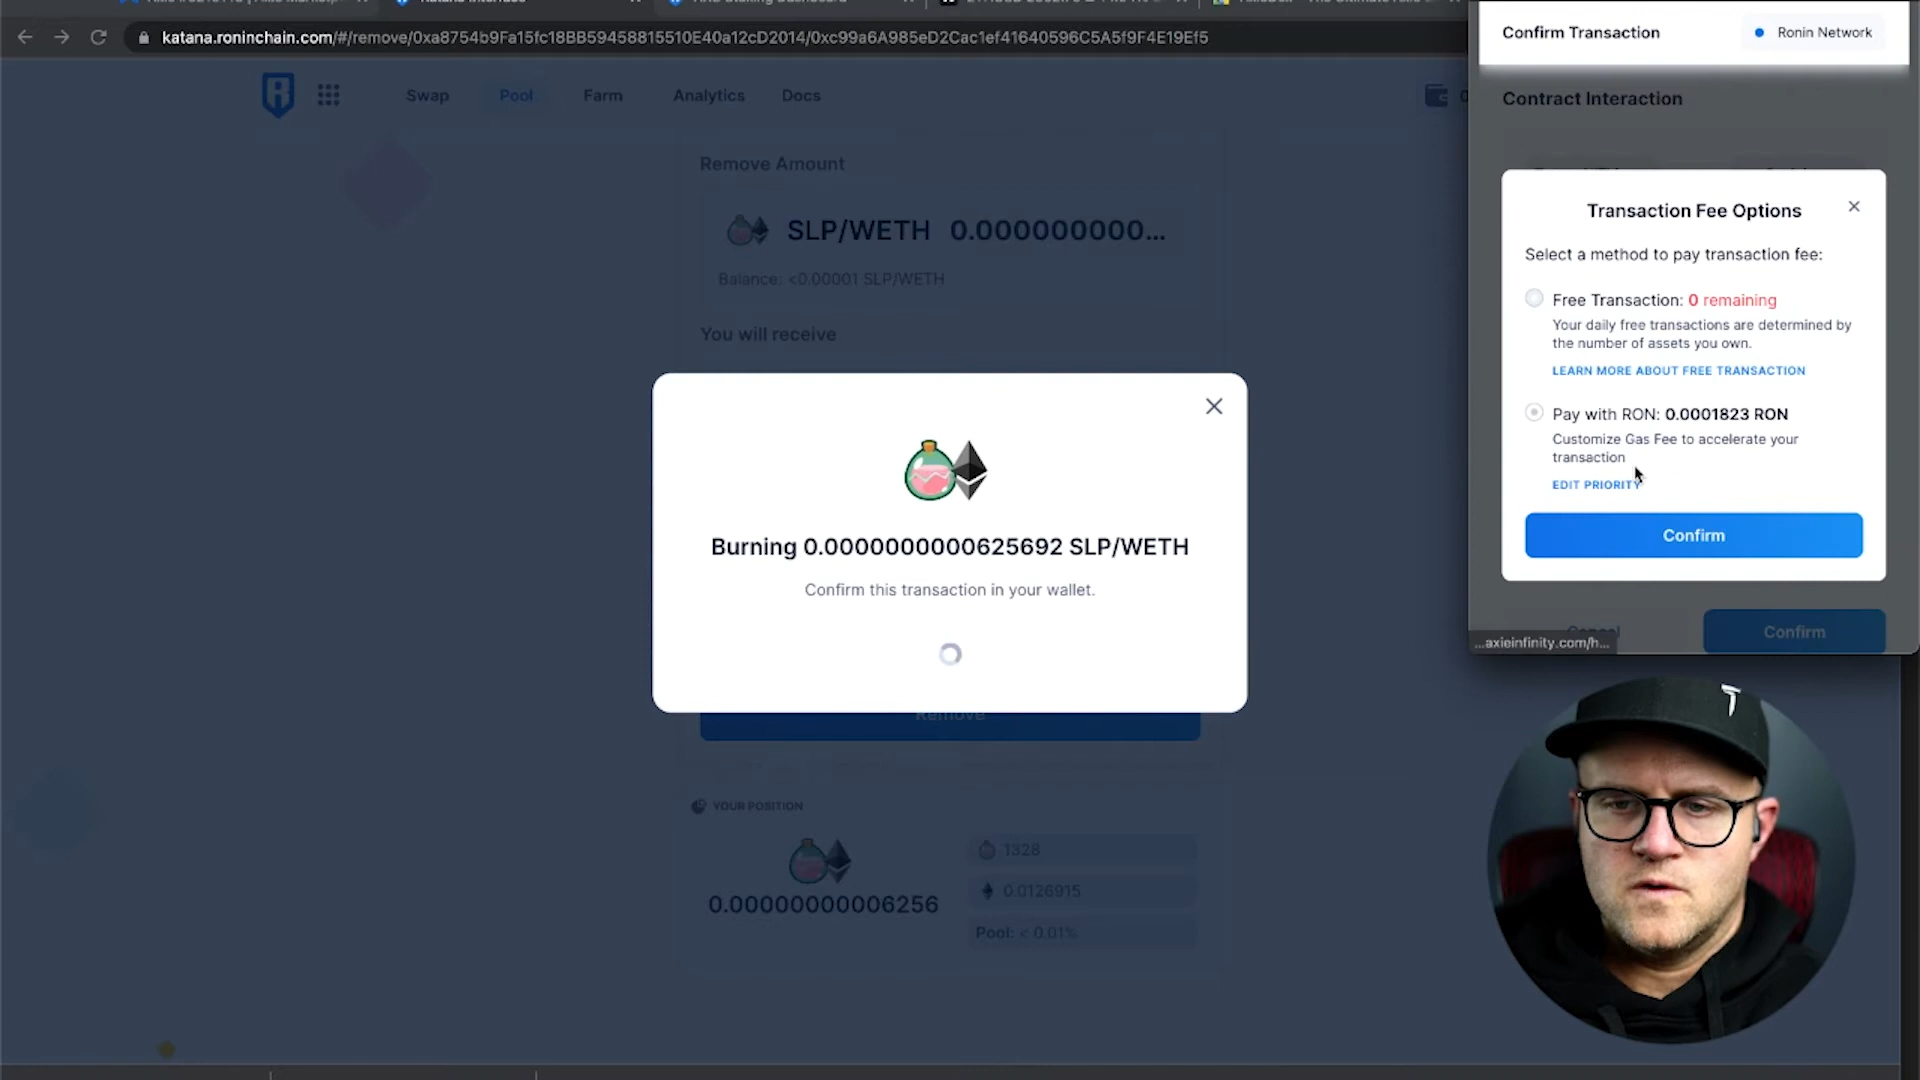 katana.roninchain.com/#/remove/0xa8754b9Fa15fc18BB59458815510E40a12cD2014/0xc99a6A985eD2Cac1ef41640596C5A5f9F4E19Ef5
Swap Pool Farm Analytics Docs
Remove Amount
SLP/WETH 0.000000000...
Balance: <0.00001 SLP/WETH
You will receive
Burning 0.0000000000625692 SLP/WETH
Confirm this transaction in your wallet.
Remove
YOUR POSITION
0.00000000006256
1328
0.0126915
Pool: < 0.01%
Confirm Transaction
Ronin Network
Contract Interaction
Transaction Fee Options
Select a method to pay transaction fee:
Free Transaction: 0 remaining
Your daily free transactions are determined by
the number of assets you own.
LEARN MORE ABOUT FREE TRANSACTION
Pay with RON: 0.0001823 RON
Customize Gas Fee to accelerate your
transaction
EDIT PRIORITY
Confirm
Cancel
Confirm
...axieinfinity.com/h...